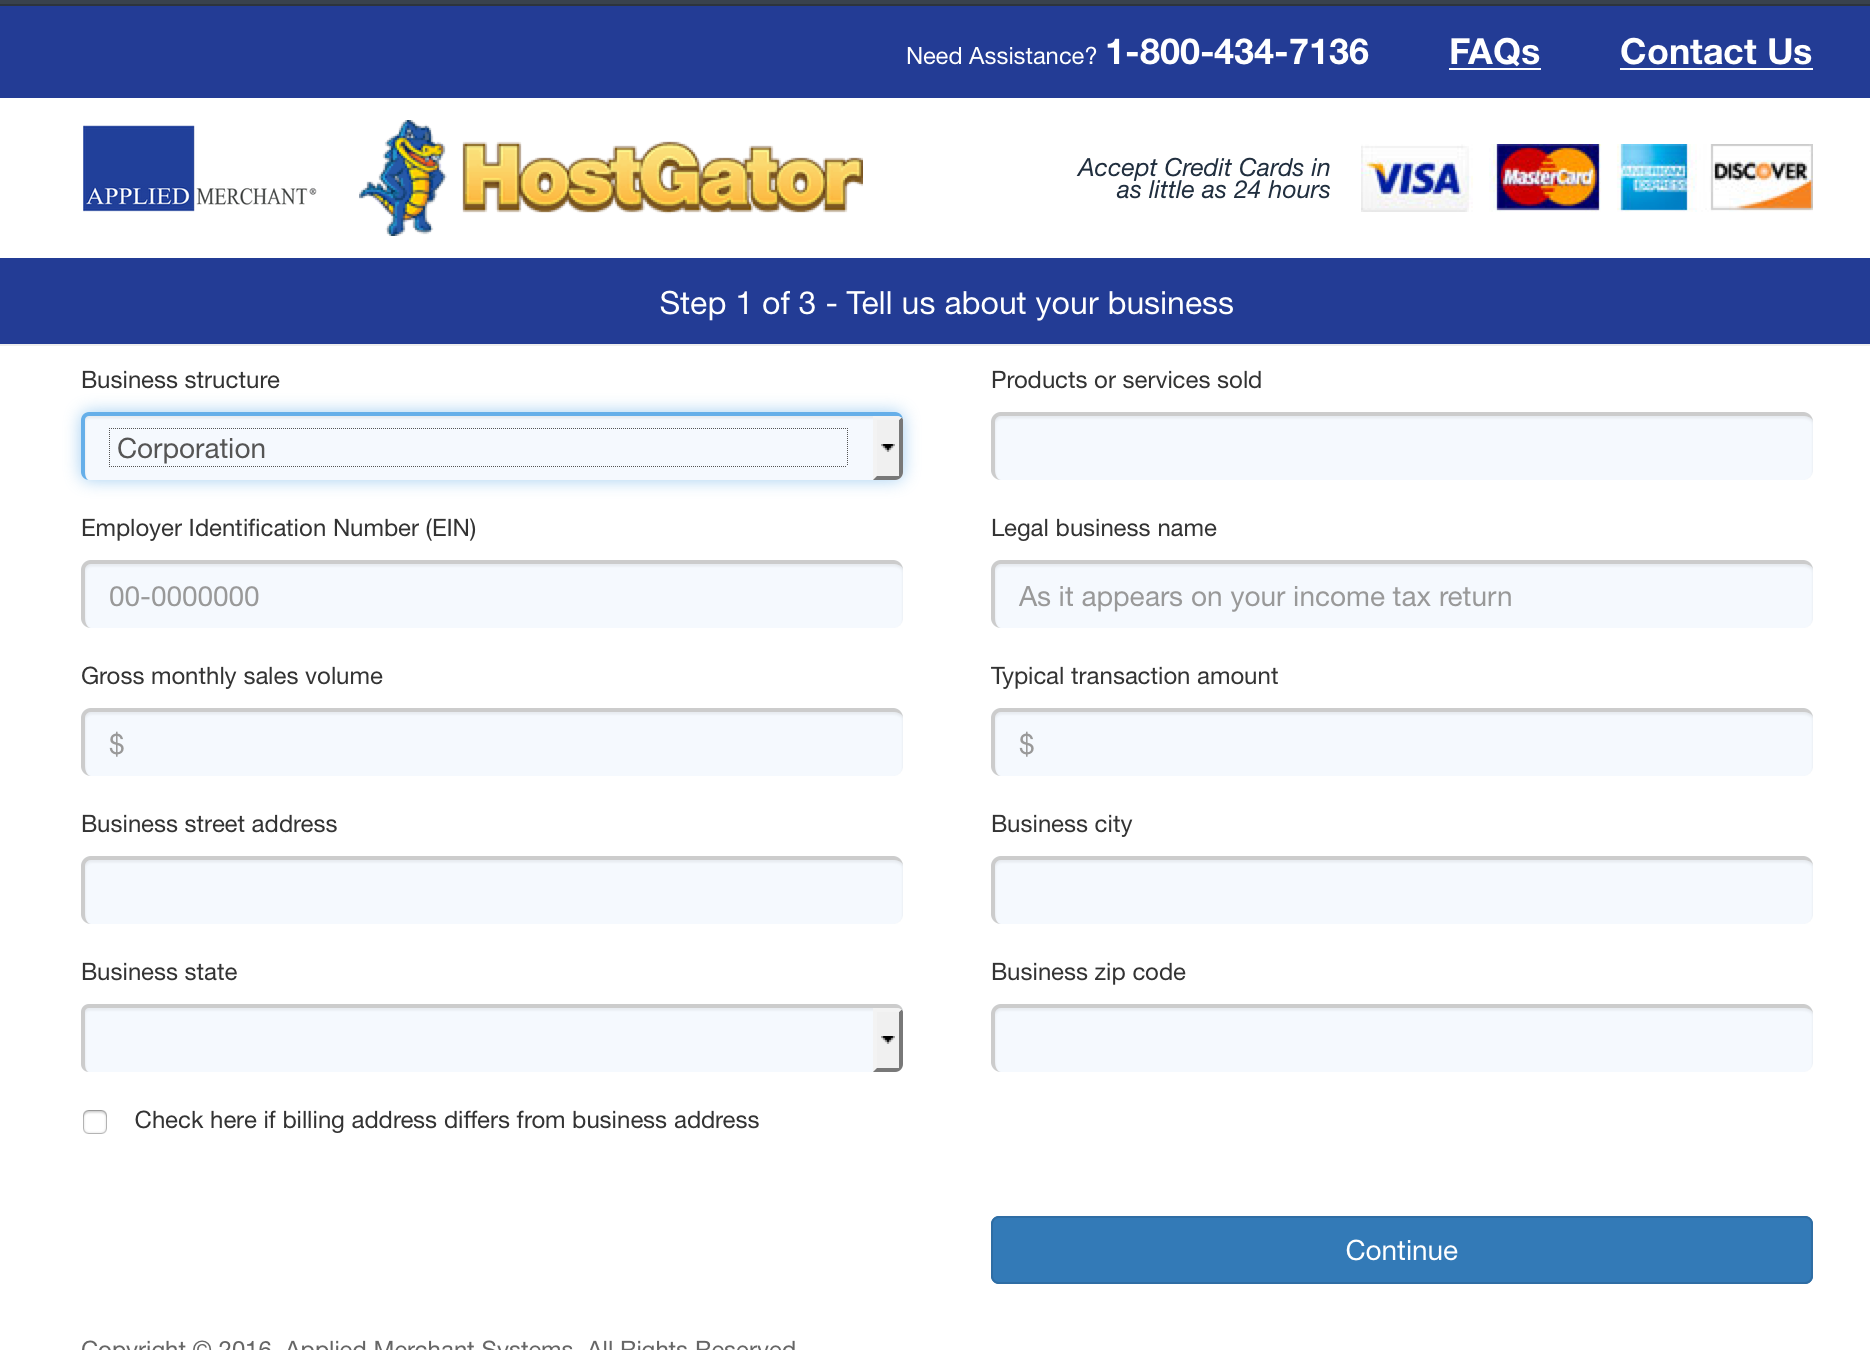 Need Assistance? 1-800-434-7136 FAQs Contact Us
APPLIED MERCHANT®
HostGator
Accept Credit Cards in
as little as 24 hours
VISA MasterCard AMERICAN EXPRESS DISCOVER
Step 1 of 3 - Tell us about your business
Business structure
Corporation
Products or services sold
Employer Identification Number (EIN)
00-0000000
Legal business name
As it appears on your income tax return
Gross monthly sales volume
$
Typical transaction amount
$
Business street address
Business city
Business state
Business zip code
Check here if billing address differs from business address
Continue
Copyright © 2016 Applied Merchant Systems. All Rights Reserved